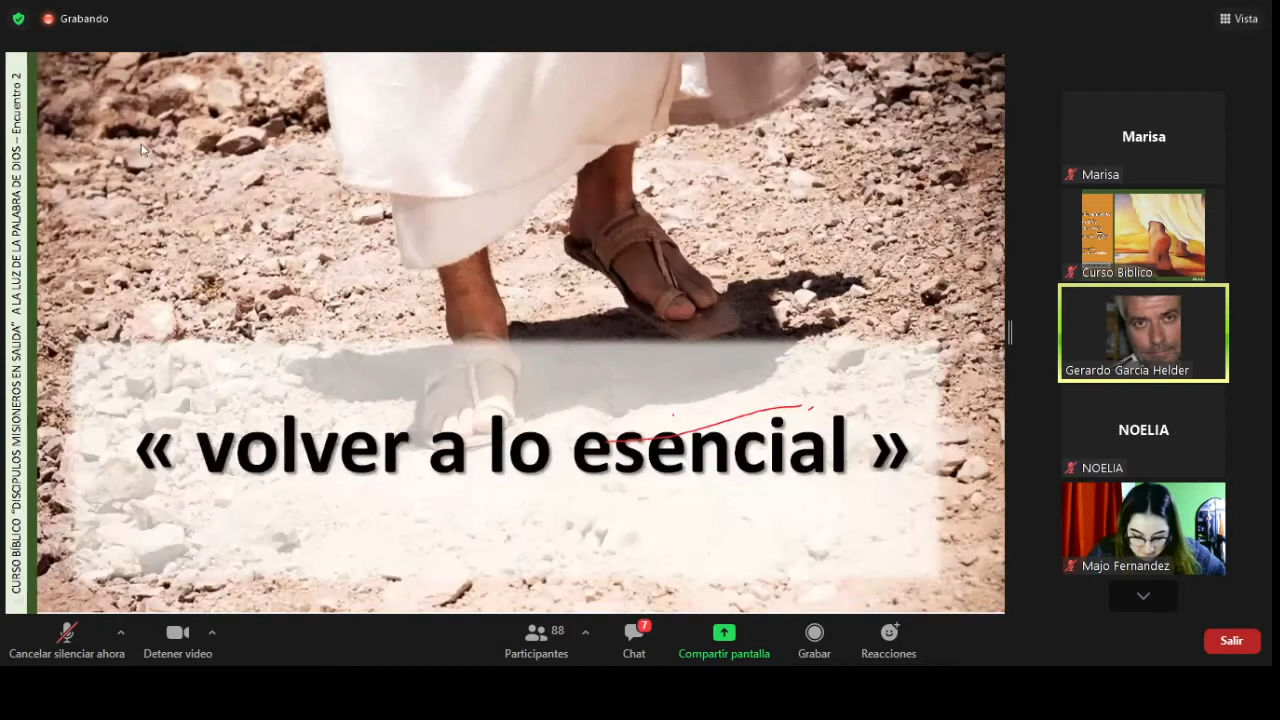 Grabando
Vista
CURSO BÍBLICO "DISCIPULOS MISIONEROS EN SALIDA" A LA LUZ DE LA PALABRA DE DIOS – Encuentro 2
« volver a lo esencial »
Marisa
Marisa
Curso Biblico
Gerardo García Helder
NOELIA
NOELIA
Majo Fernandez
Cancelar silenciar ahora
Detener video
88
Participantes
7
Chat
Compartir pantalla
Grabar
Reacciones
Salir